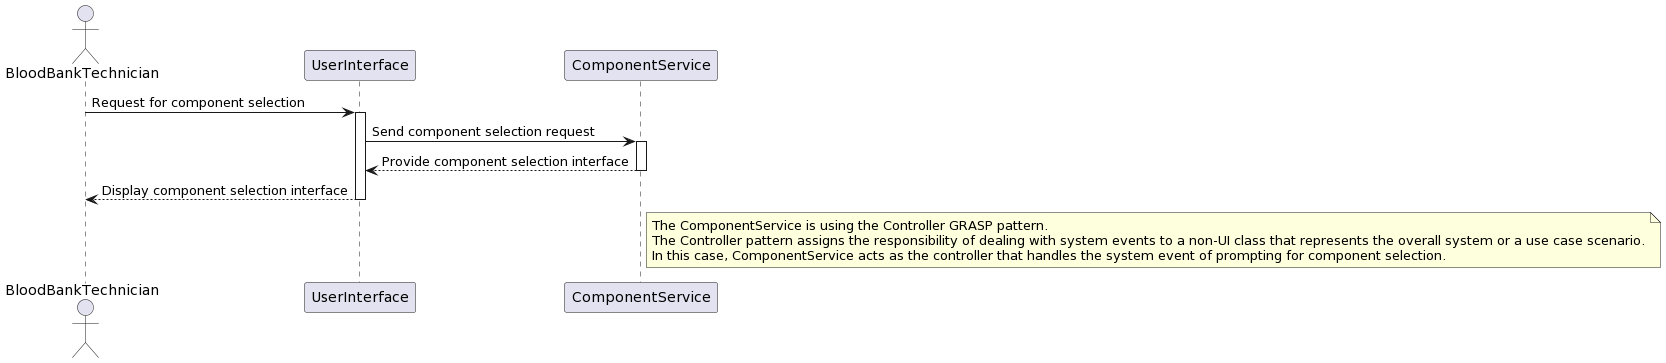 BloodBankTechnician
UserInterface
ComponentService
Request for component selection
Send component selection request
Provide component selection interface
Display component selection interface
The ComponentService is using the Controller GRASP pattern.
The Controller pattern assigns the responsibility of dealing with system events to a non-UI class that represents the overall system or a use case scenario.
In this case, ComponentService acts as the controller that handles the system event of prompting for component selection.
BloodBankTechnician
UserInterface
ComponentService